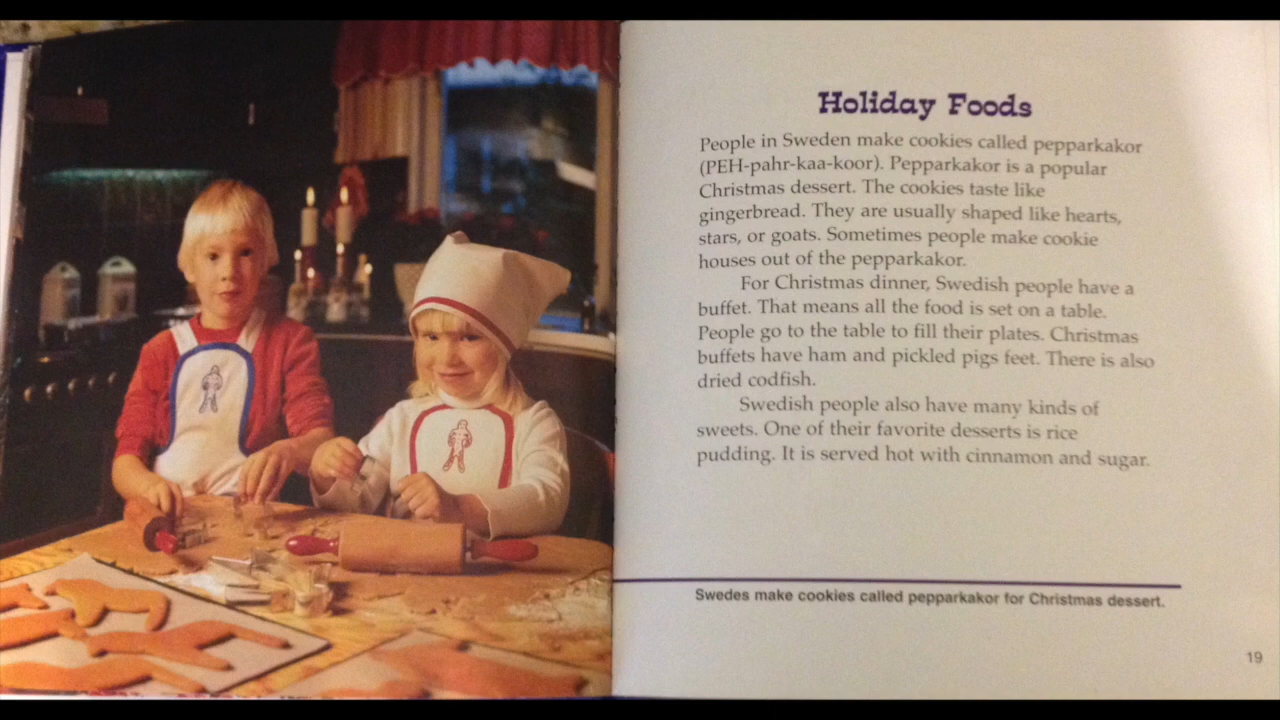 Holiday Foods
People in Sweden make cookies called pepparkakor
(PEH-pahr-kaa-koor). Pepparkakor is a popular
Christmas dessert. The cookies taste like
gingerbread. They are usually shaped like hearts,
stars, or goats. Sometimes people make cookie
houses out of the pepparkakor.
For Christmas dinner, Swedish people have a
buffet. That means all the food is set on a table.
People go to the table to fill their plates. Christmas
buffets have ham and pickled pigs feet. There is also
dried codfish.
Swedish people also have many kinds of
sweets. One of their favorite desserts is rice
pudding. It is served hot with cinnamon and sugar.
Swedes make cookies called pepparkakor for Christmas dessert.
19